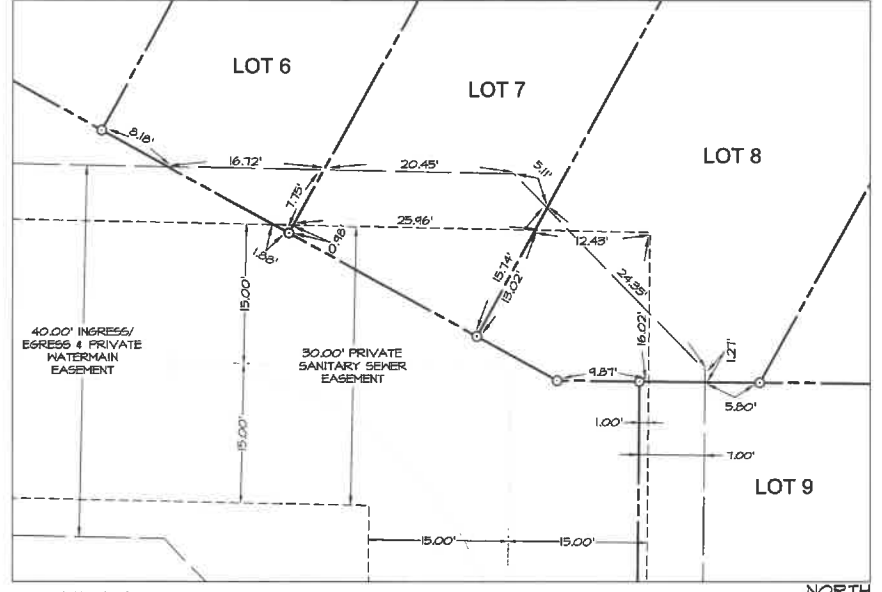 LOT 6
LOT 7
LOT 8
8.18'
16.72'
20.45'
5.11'
7.75'
25.96'
12.43'
1.88'
0.98'
15.74'
13.02'
24.35'
15.00'
16.02'
1.27'
40.00' INGRESS/
EGRESS & PRIVATE
WATERMAIN
EASEMENT
30.00' PRIVATE
SANITARY SEWER
EASEMENT
9.87'
5.80'
1.00'
15.00'
7.00'
LOT 9
15.00'
15.00'
NORTH